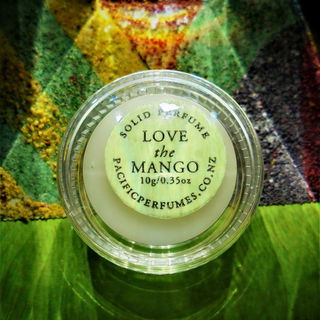 SOLID PERFUME
LOVE
the
MANGO
10g/0.35oz
PACIFICPERFUMES.CO.NZ